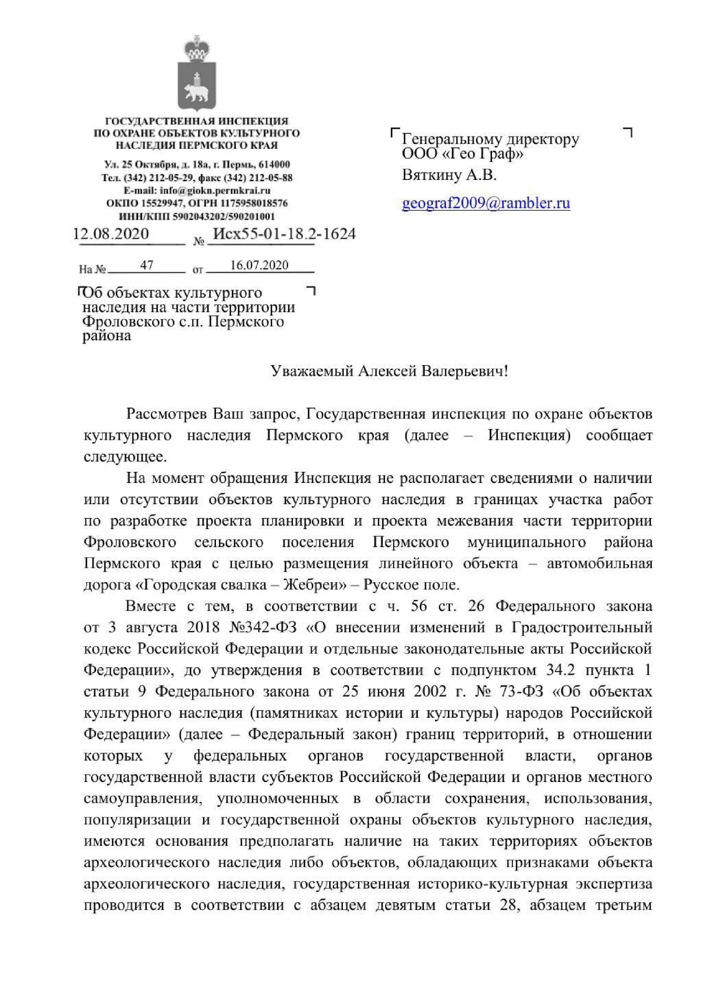 ГОСУДАРСТВЕННАЯ ИНСПЕКЦИЯ
ПО ОХРАНЕ ОБЪЕКТОВ КУЛЬТУРНОГО
НАСЛЕДИЯ ПЕРМСКОГО КРАЯ
Ул. 25 Октября, д. 18а, г. Пермь, 614000
Тел. (342) 212-05-29, факс (342) 212-05-88
E-mail: info@giokn.permkrai.ru
ОКПО 15529947, ОГРН 1175958018576
ИНН/КПП 5902043202/590201001
12.08.2020 № Исх55-01-18.2-1624
На № 47 от 16.07.2020
Об объектах культурного
наследия на части территории
Фроловского с.п. Пермского
района
Генеральному директору
ООО «Гео Граф»
Вяткину А.В.
geograf2009@rambler.ru
Уважаемый Алексей Валерьевич!
Рассмотрев Ваш запрос, Государственная инспекция по охране объектов
культурного наследия Пермского края (далее – Инспекция) сообщает
следующее.
На момент обращения Инспекция не располагает сведениями о наличии
или отсутствии объектов культурного наследия в границах участка работ
по разработке проекта планировки и проекта межевания части территории
Фроловского сельского поселения Пермского муниципального района
Пермского края с целью размещения линейного объекта – автомобильная
дорога «Городская свалка – Жебреи» – Русское поле.
Вместе с тем, в соответствии с ч. 56 ст. 26 Федерального закона
от 3 августа 2018 №342-ФЗ «О внесении изменений в Градостроительный
кодекс Российской Федерации и отдельные законодательные акты Российской
Федерации», до утверждения в соответствии с подпунктом 34.2 пункта 1
статьи 9 Федерального закона от 25 июня 2002 г. № 73-ФЗ «Об объектах
культурного наследия (памятниках истории и культуры) народов Российской
Федерации» (далее – Федеральный закон) границ территорий, в отношении
которых у федеральных органов государственной власти, органов
государственной власти субъектов Российской Федерации и органов местного
самоуправления, уполномоченных в области сохранения, использования,
популяризации и государственной охраны объектов культурного наследия,
имеются основания предполагать наличие на таких территориях объектов
археологического наследия либо объектов, обладающих признаками объекта
археологического наследия, государственная историко-культурная экспертиза
проводится в соответствии с абзацем девятым статьи 28, абзацем третьим